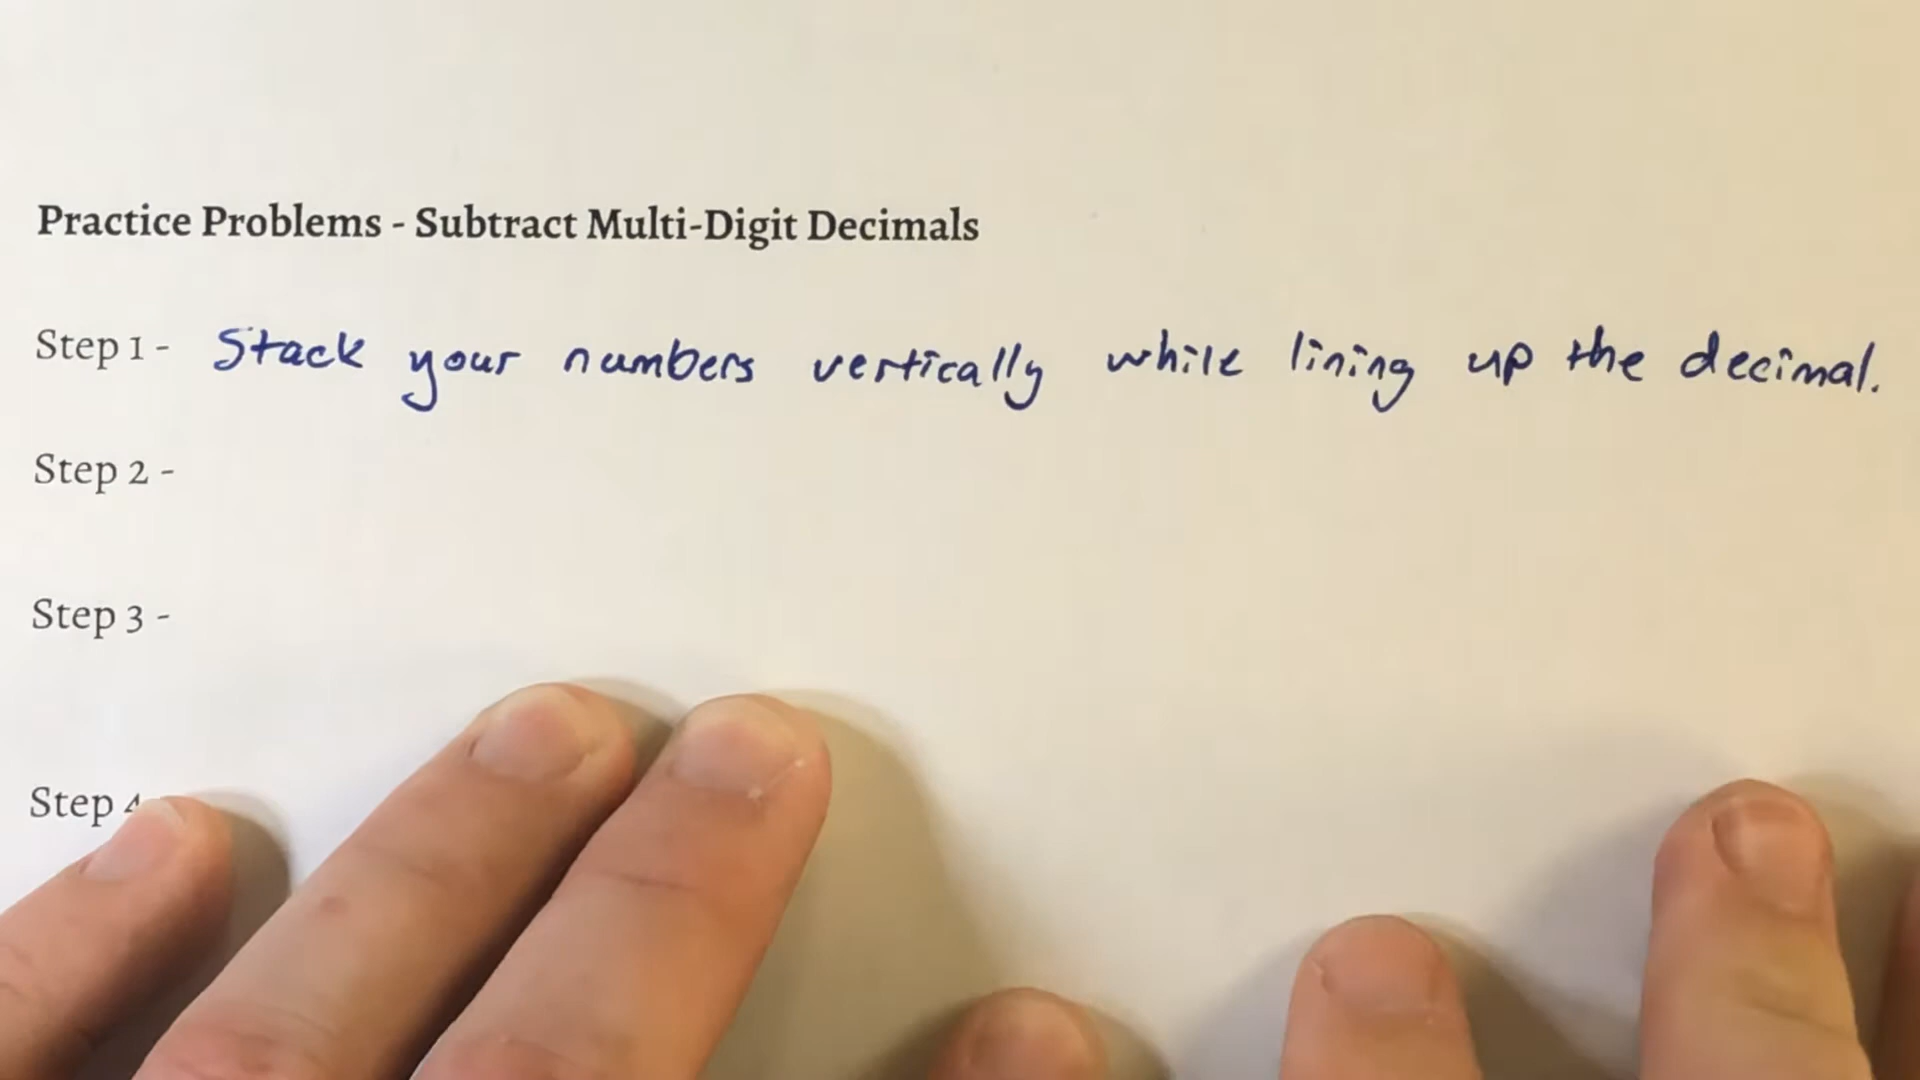 Practice Problems - Subtract Multi-Digit Decimals
Step 1 - Stack your numbers vertically while lining up the decimal.
Step 2 -
Step 3 -
Step 4